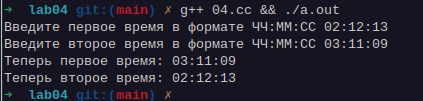 → lab04 git:(main) ✗ g++ 04.cc && ./a.out
Введите первое время в формате ЧЧ:ММ:СС 02:12:13
Введите второе время в формате ЧЧ:ММ:СС 03:11:09
Теперь первое время: 03:11:09
Теперь второе время: 02:12:13
→ lab04 git:(main) ✗